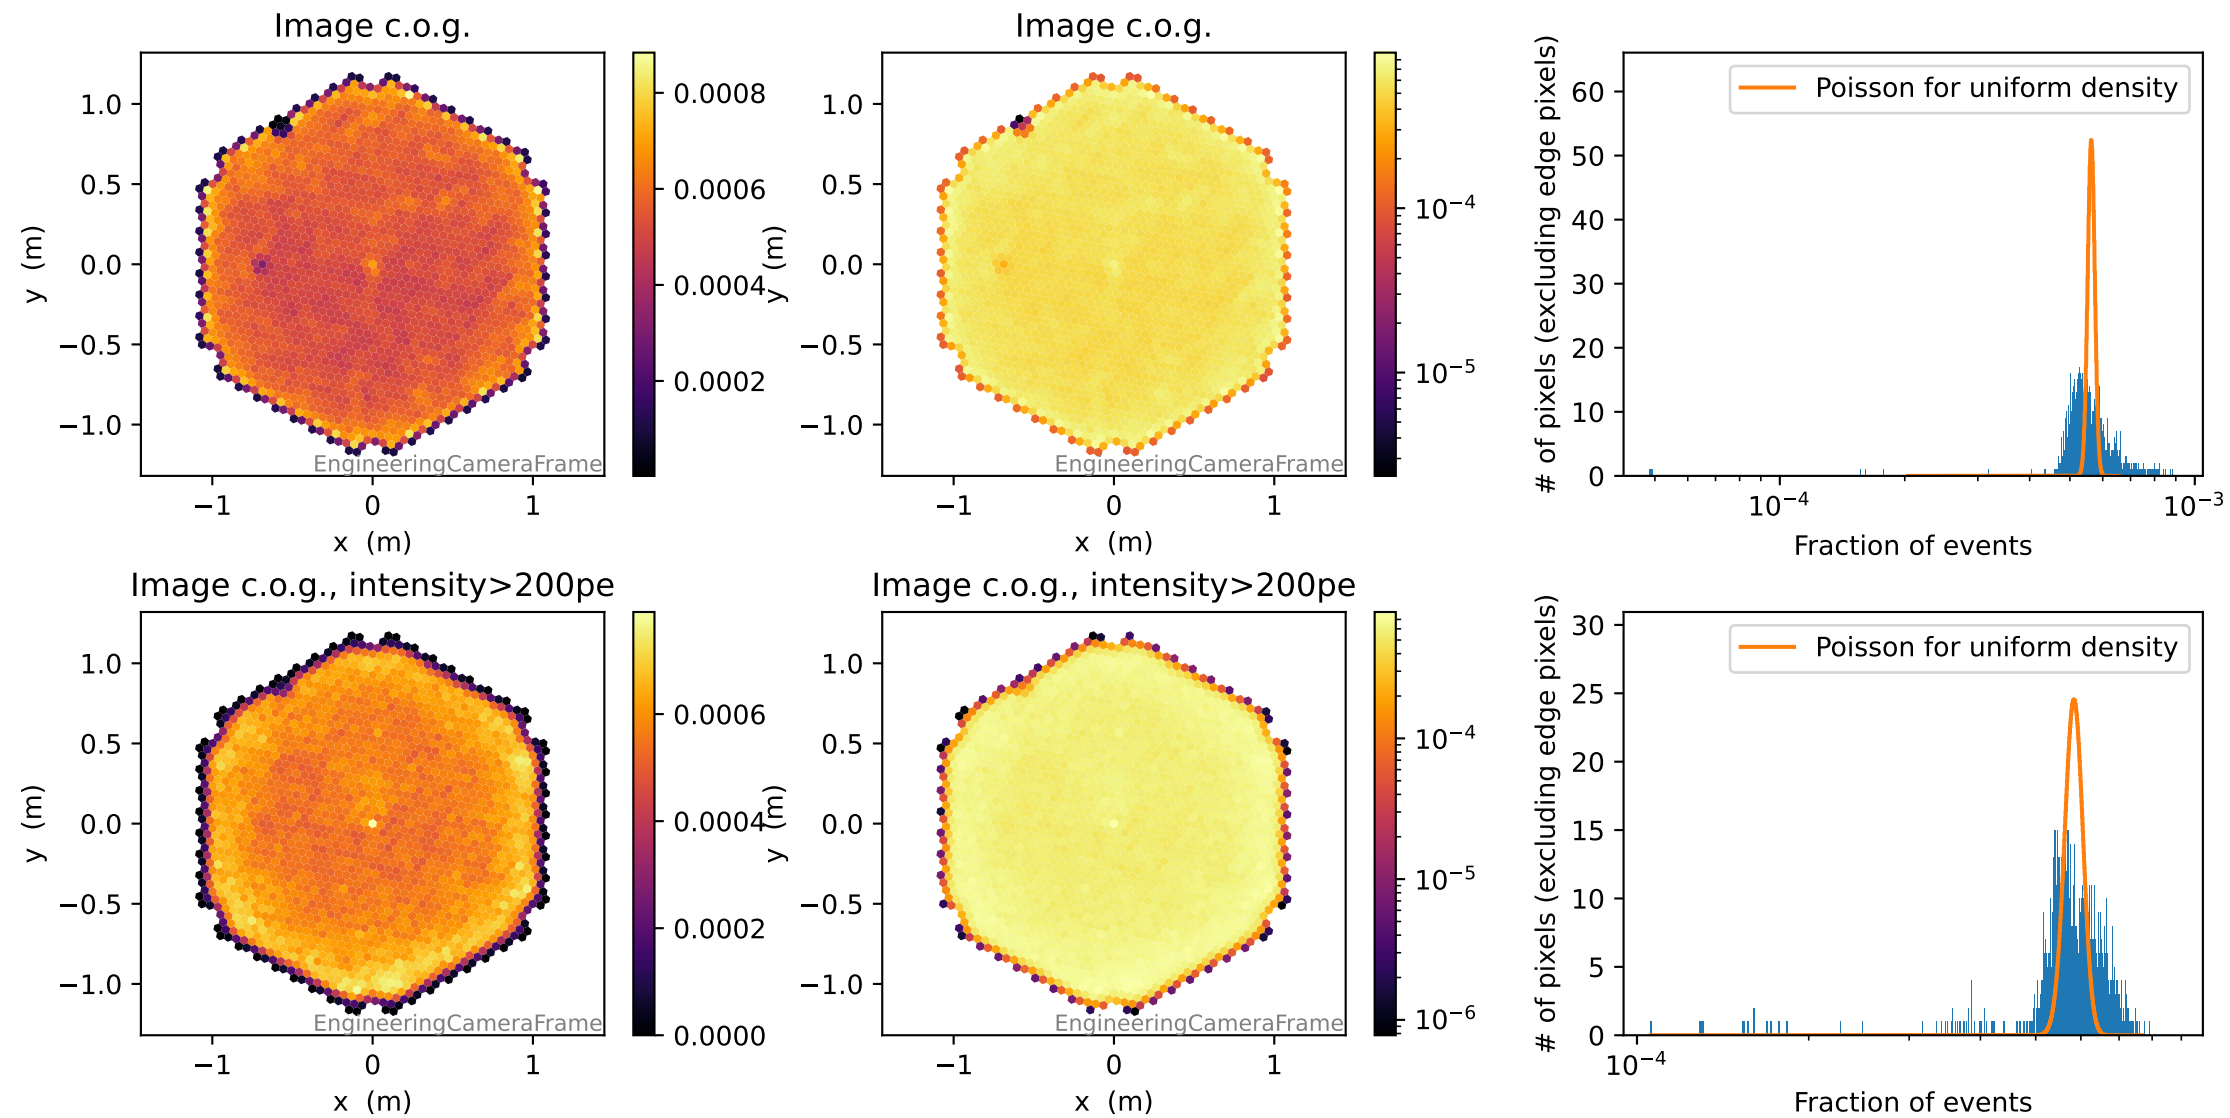 Image c.o.g.
y (m)
1.0
0.5
0.0
−0.5
−1.0
−1
0
1
x (m)
EngineeringCameraFrame
0.0008
0.0006
0.0004
0.0002
Image c.o.g.
y (m)
1.0
0.5
0.0
−0.5
−1.0
−1
0
1
x (m)
EngineeringCameraFrame
10⁻⁴
10⁻⁵
# of pixels (excluding edge pixels)
60
50
40
30
20
10
0
Poisson for uniform density
10⁻⁴
10⁻³
Fraction of events
Image c.o.g., intensity>200pe
y (m)
1.0
0.5
0.0
−0.5
−1.0
−1
0
1
x (m)
EngineeringCameraFrame
0.0006
0.0004
0.0002
0.0000
Image c.o.g., intensity>200pe
y (m)
1.0
0.5
0.0
−0.5
−1.0
−1
0
1
x (m)
EngineeringCameraFrame
10⁻⁴
10⁻⁵
10⁻⁶
# of pixels (excluding edge pixels)
30
25
20
15
10
5
0
Poisson for uniform density
10⁻⁴
Fraction of events